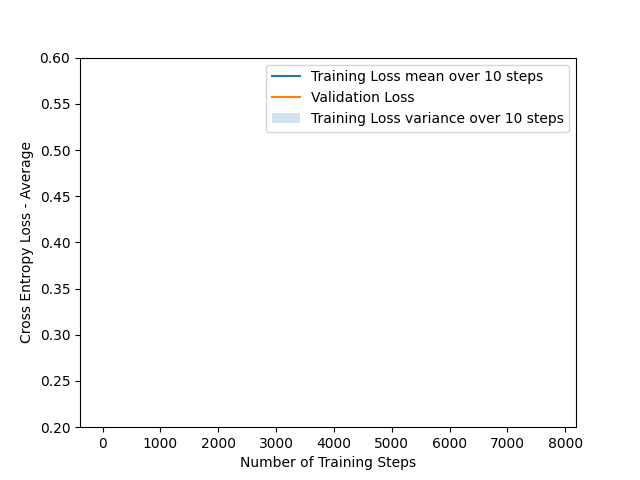 Training Loss mean over 10 steps
Validation Loss
Training Loss variance over 10 steps
Cross Entropy Loss - Average
0.60
0.55
0.50
0.45
0.40
0.35
0.30
0.25
0.20
0 1000 2000 3000 4000 5000 6000 7000 8000
Number of Training Steps